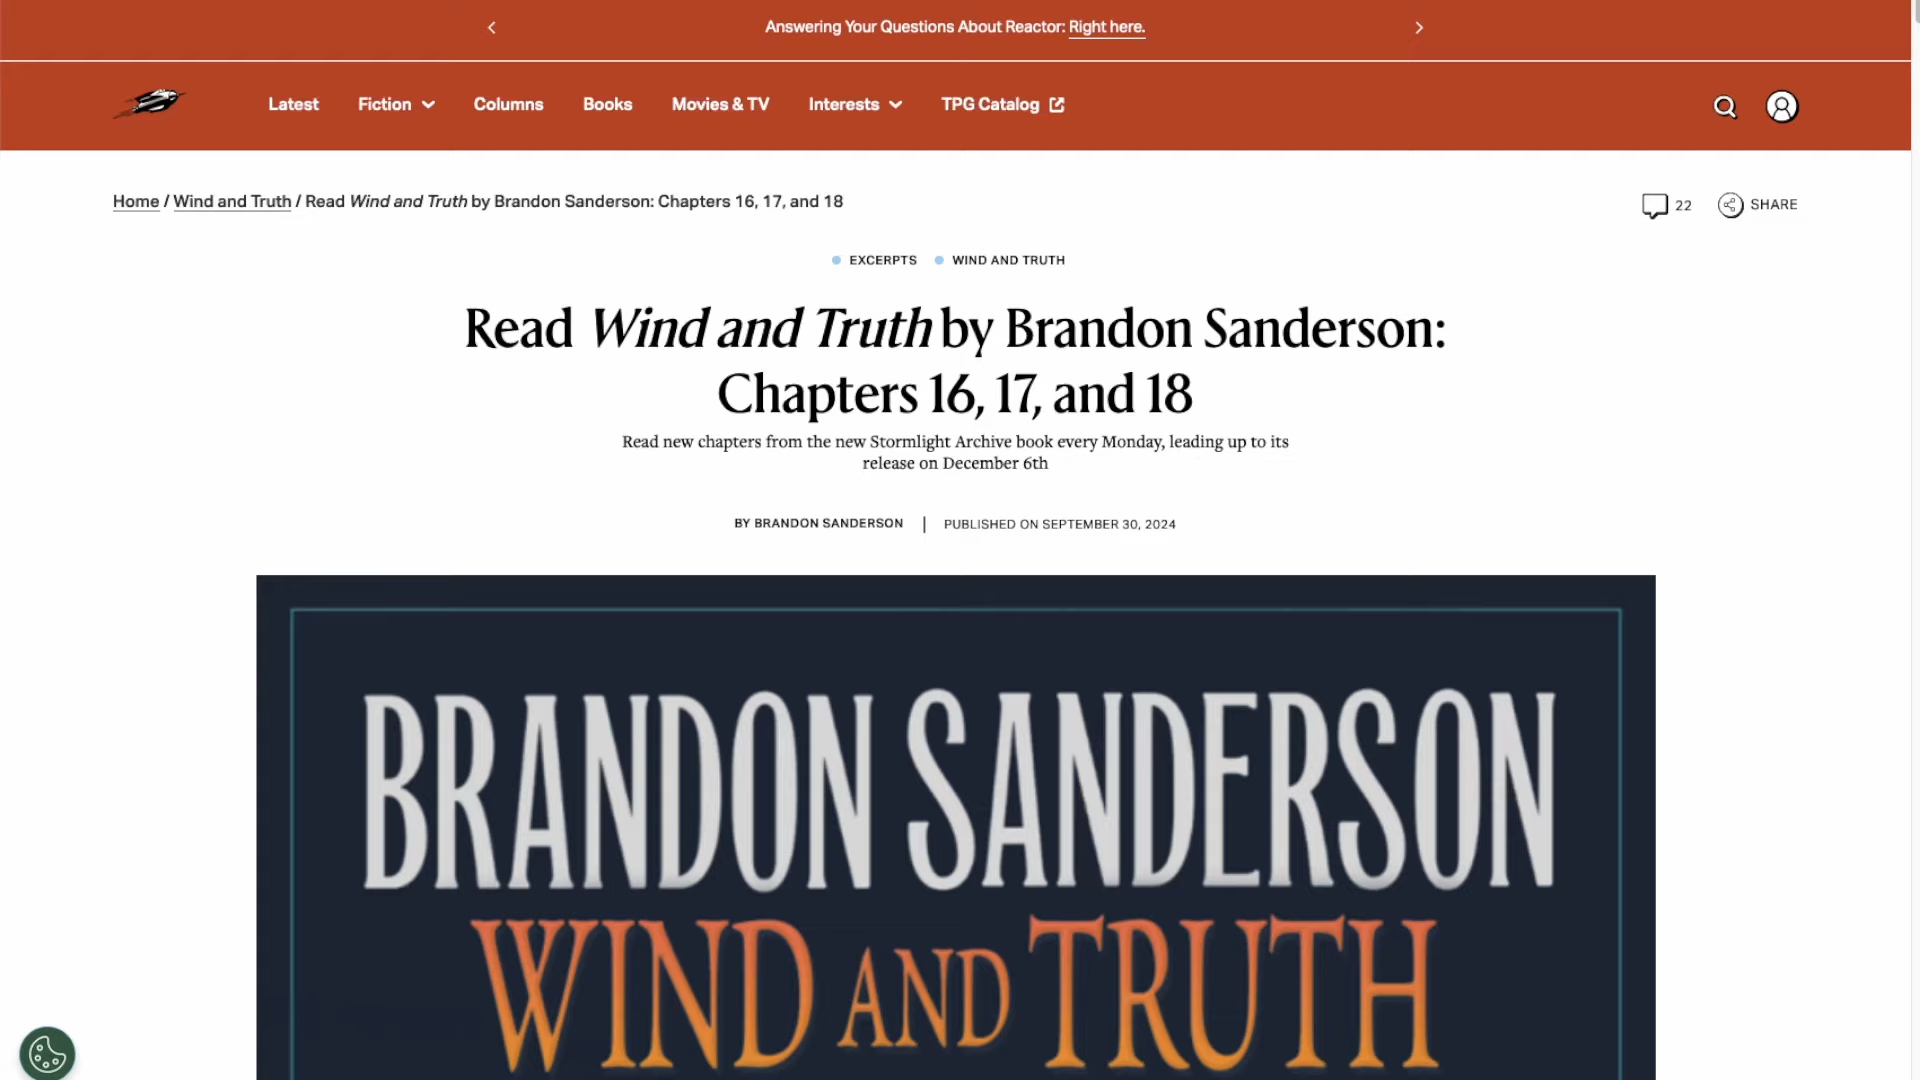 Answering Your Questions About Reactor: Right here.
Latest Fiction Columns Books Movies & TV Interests TPG Catalog
Home / Wind and Truth / Read Wind and Truth by Brandon Sanderson: Chapters 16, 17, and 18
22 SHARE
EXCERPTS WIND AND TRUTH
Read Wind and Truth by Brandon Sanderson:
Chapters 16, 17, and 18
Read new chapters from the new Stormlight Archive book every Monday, leading up to its
release on December 6th
BY BRANDON SANDERSON | PUBLISHED ON SEPTEMBER 30, 2024
BRANDON SANDERSON
WIND AND TRUTH